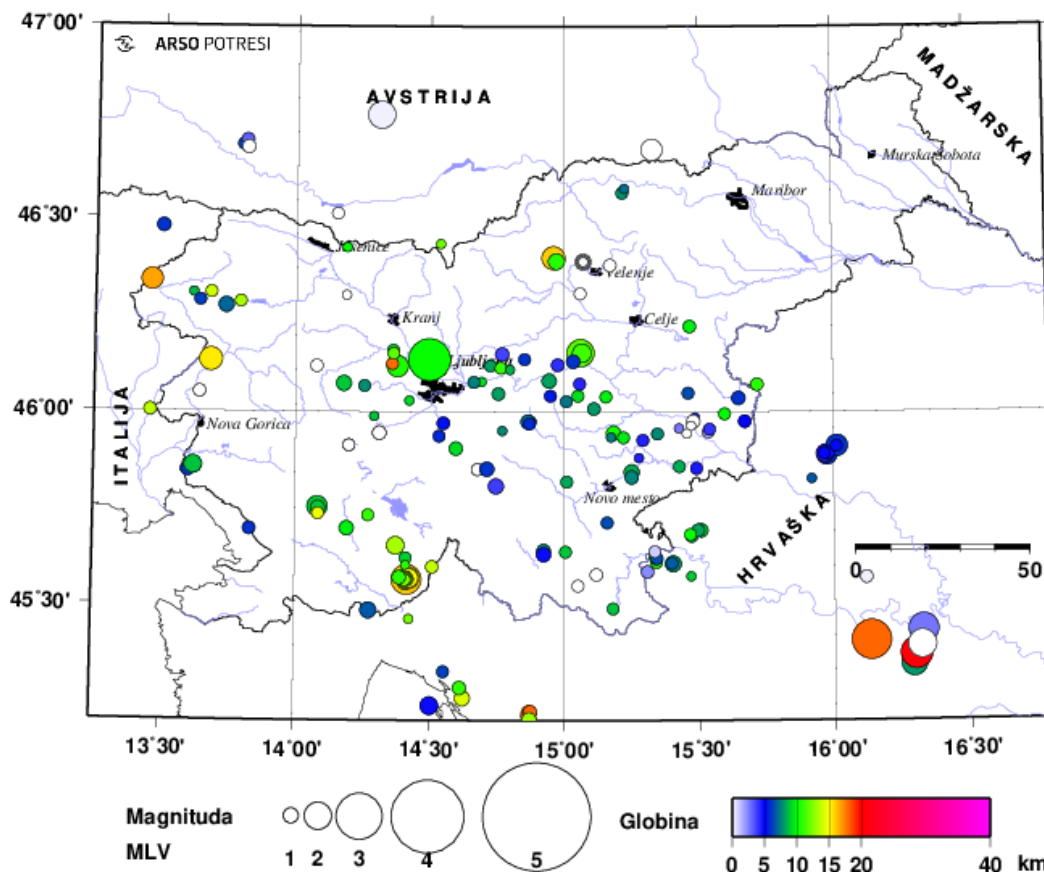 47˚00'
ARSO POTRESI
AVSTRIJA
MADŽARSKA
Murska Sobota
Maribor
46˚30'
Jesenice
Velenje
Kranj
Celje
Ljubljana
46˚00'
ITALIJA
Nova Gorica
Novo mesto
HRVAŠKA
0
50
45˚30'
13˚30'
14˚00'
14˚30'
15˚00'
15˚30'
16˚00'
16˚30'
Magnituda
MLV
1 2 3 4 5
Globina
0 5 10 15 20 40 km